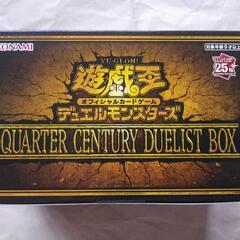 KONAMI
YU-GI-OH!
遊戯王
オフィシャルカードゲーム
デュエルモンスターズ
25th
QUARTER CENTURY DUELIST BOX